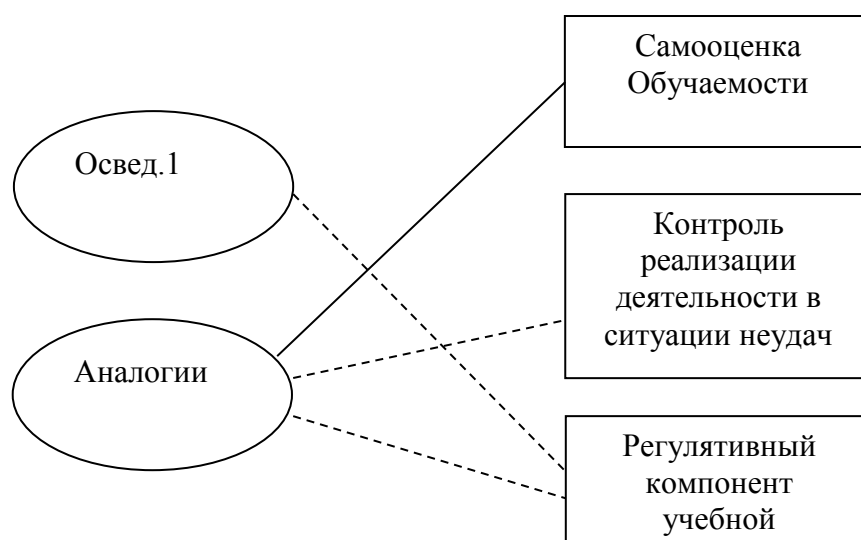 Самооценка
Обучаемости
Освед.1
Контроль
реализации
деятельности в
ситуации неудач
Аналогии
Регулятивный
компонент
учебной